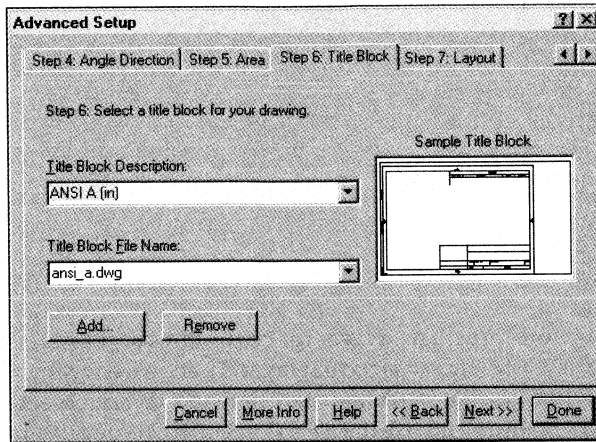 Advanced Setup
Step 4: Angle Direction
Step 5: Area
Step 6: Title Block
Step 7: Layout
Step 6: Select a title block for your drawing.
Sample Title Block
Title Block Description:
ANSI A (in)
Title Block File Name:
ansi_a.dwg
Add...
Remove
Cancel
More Info
Help
<< Back
Next >>
Done